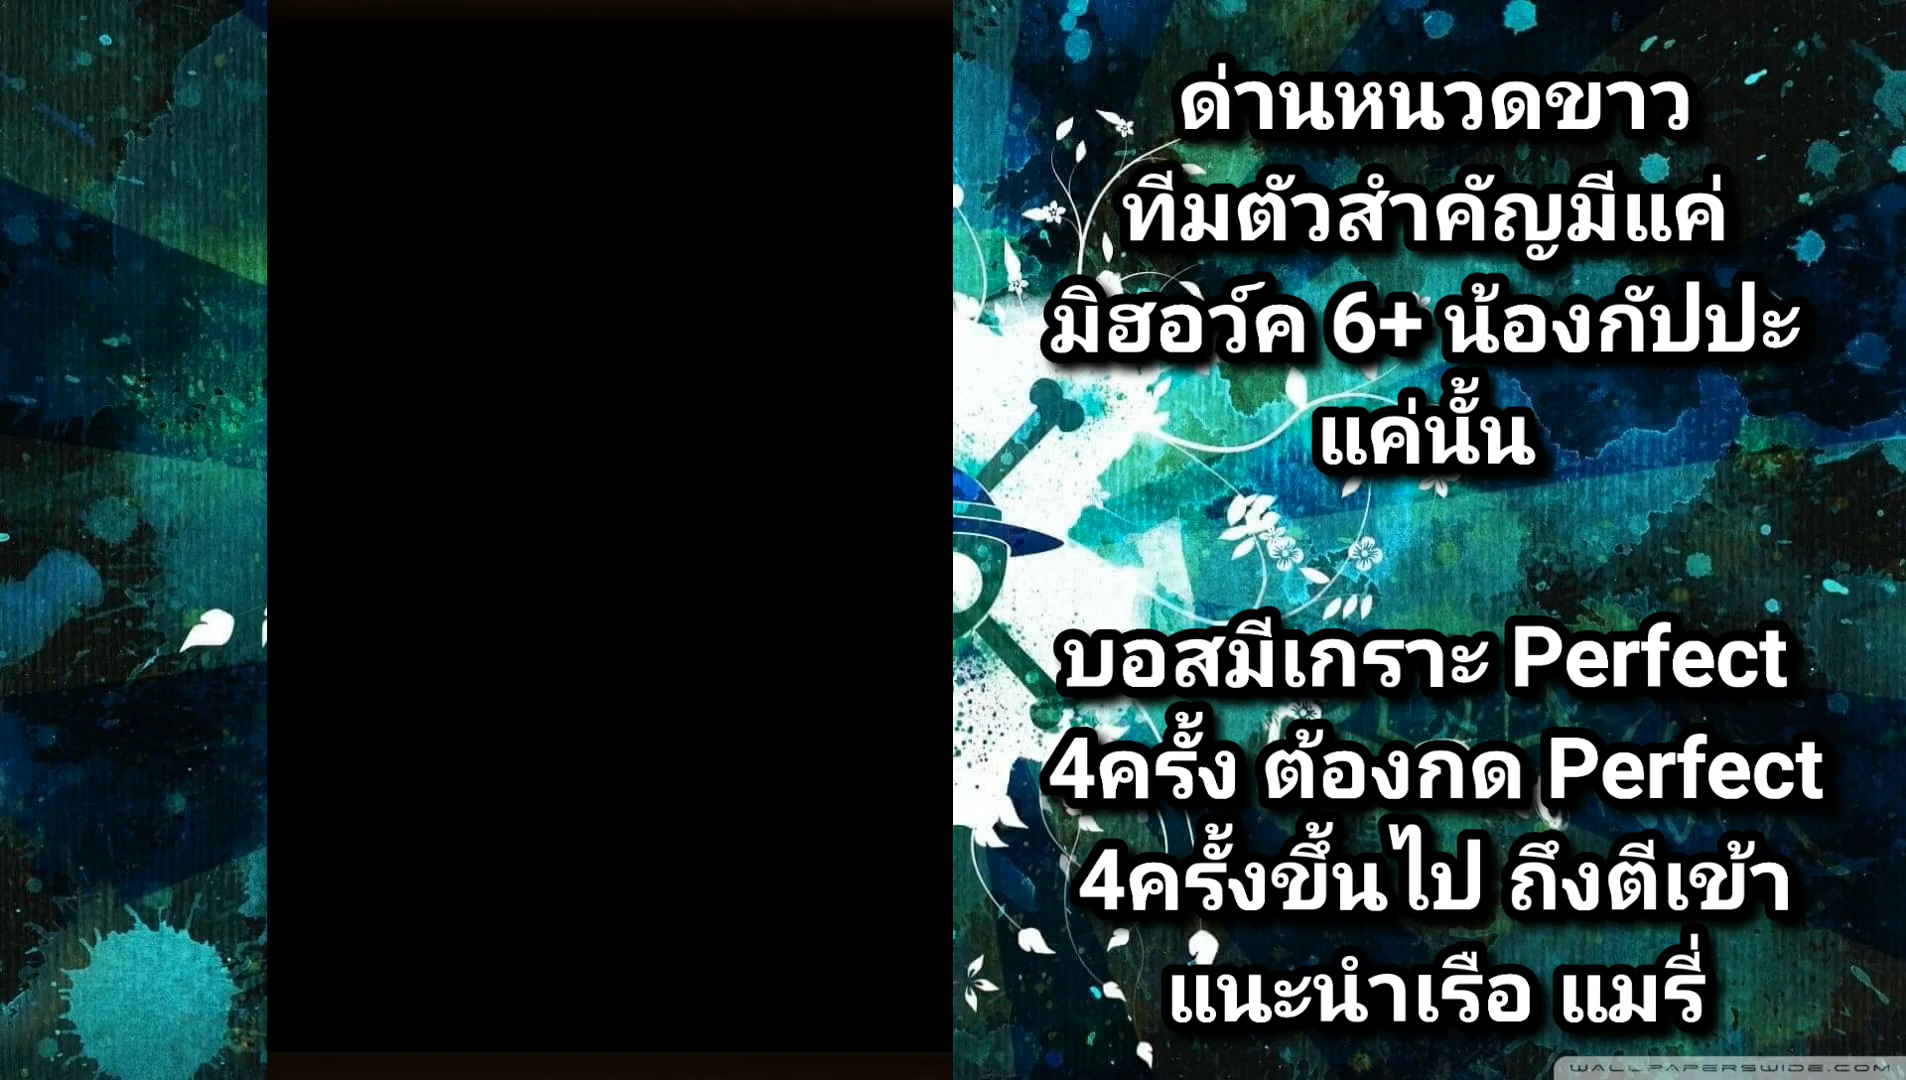 ด่านหนวดขาว
ทีมตัวสำคัญมีแค่
มิฮอว์ค 6+ น้องกัปปะ
แค่นั้น
บอสมีเกราะ Perfect
4ครั้ง ต้องกด Perfect
4ครั้งขึ้นไป ถึงตีเข้า
แนะนำเรือ แมรี่
WALLPAPERSWIDE.COM